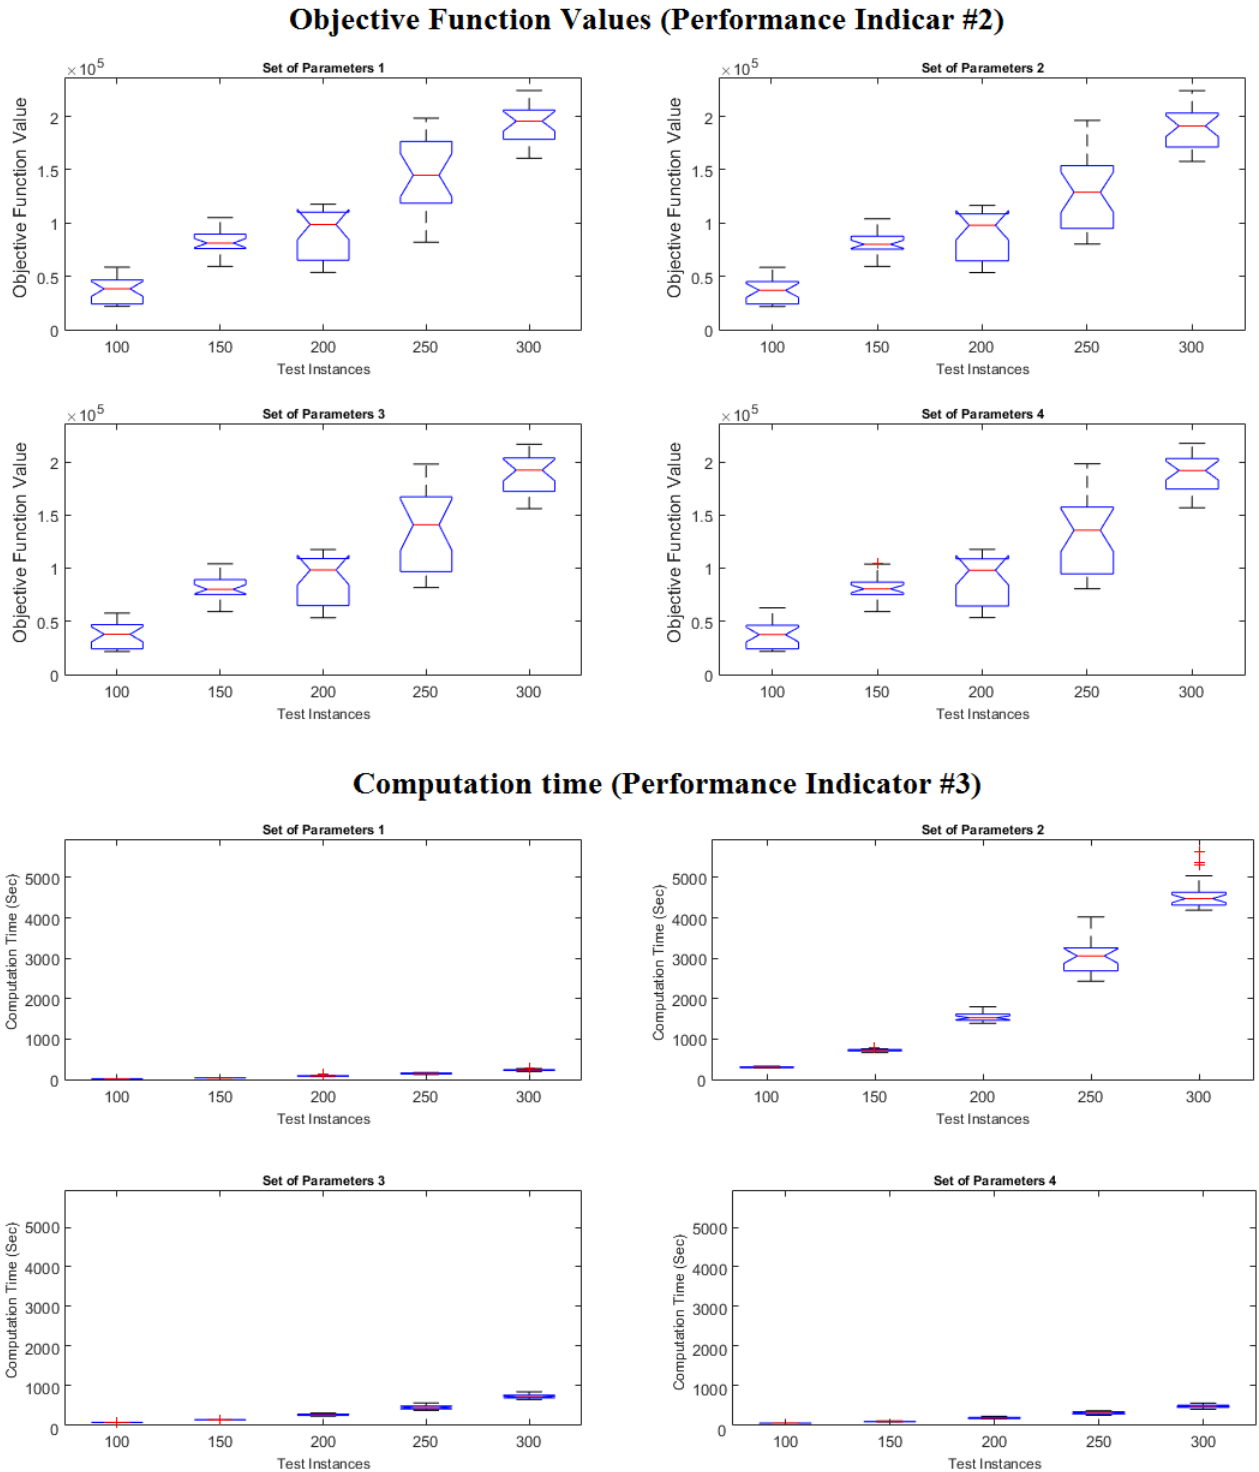 Objective Function Values (Performance Indicar #2)
×10⁵
Set of Parameters 1
Objective Function Value
2
1.5
1
0.5
0
100 150 200 250 300
Test Instances
×10⁵
Set of Parameters 2
Objective Function Value
2
1.5
1
0.5
0
100 150 200 250 300
Test Instances
×10⁵
Set of Parameters 3
Objective Function Value
2
1.5
1
0.5
0
100 150 200 250 300
Test Instances
×10⁵
Set of Parameters 4
Objective Function Value
2
1.5
1
0.5
0
100 150 200 250 300
Test Instances
Computation time (Performance Indicator #3)
Set of Parameters 1
Computation Time (Sec)
5000
4000
3000
2000
1000
0
100 150 200 250 300
Test Instances
Set of Parameters 2
Computation Time (Sec)
5000
4000
3000
2000
1000
0
100 150 200 250 300
Test Instances
Set of Parameters 3
Computation Time (Sec)
5000
4000
3000
2000
1000
0
100 150 200 250 300
Test Instances
Set of Parameters 4
Computation Time (Sec)
5000
4000
3000
2000
1000
0
100 150 200 250 300
Test Instances